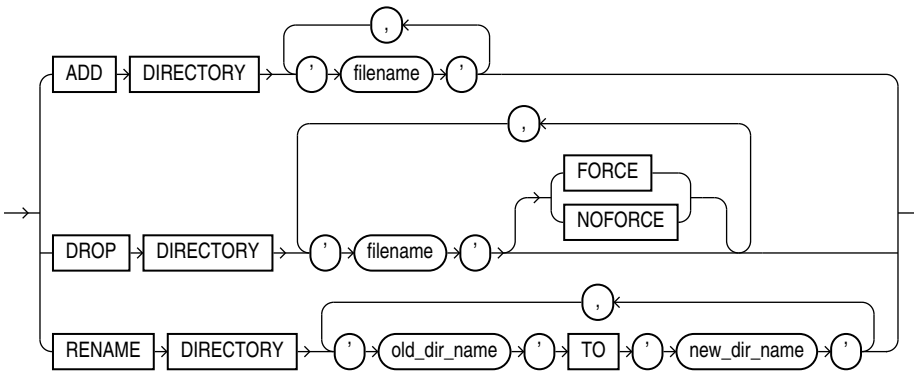 ,
ADD DIRECTORY ' filename '
,
FORCE
NOFORCE
DROP DIRECTORY ' filename '
,
RENAME DIRECTORY ' old_dir_name ' TO ' new_dir_name '